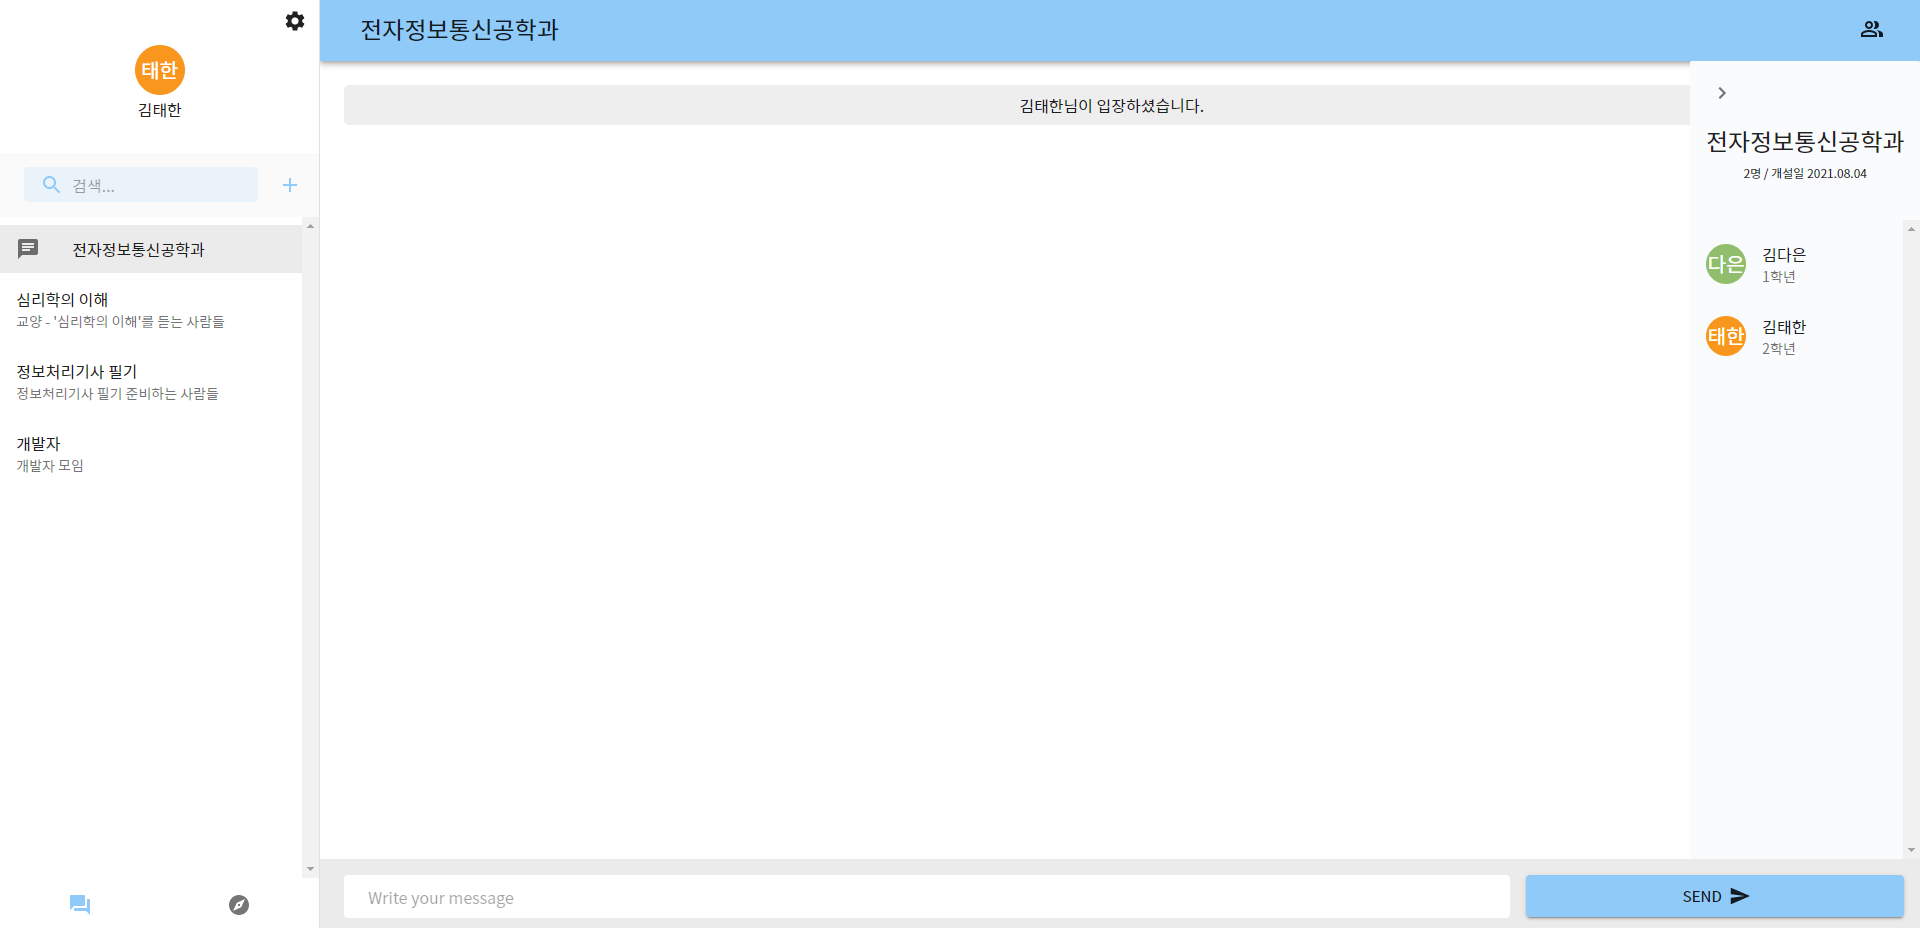 태한
김태한
검색...
전자정보통신공학과
심리학의 이해
교양 - '심리학의 이해'를 듣는 사람들
정보처리기사 필기
정보처리기사 필기 준비하는 사람들
개발자
개발자 모임
전자정보통신공학과
김태한님이 입장하셨습니다.
전자정보통신공학과
2명 / 개설일 2021.08.04
다은
김다은
1학년
태한
김태한
2학년
Write your message
SEND